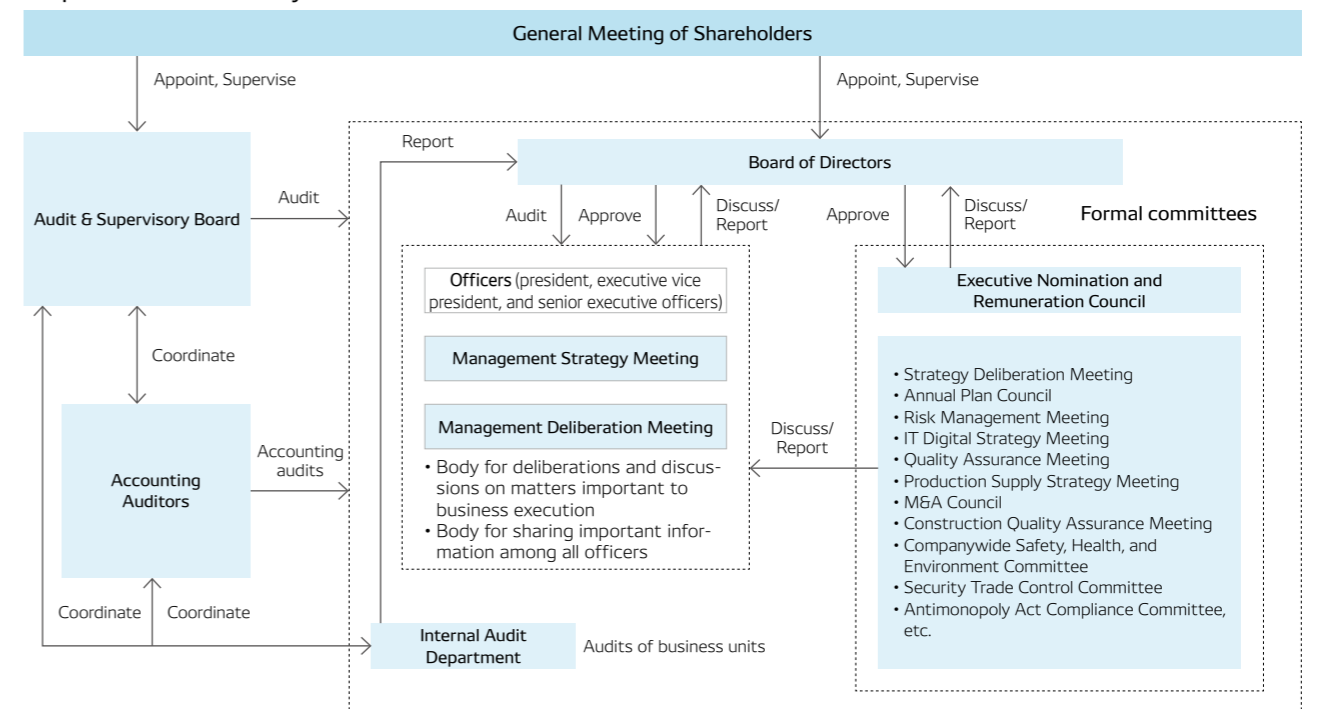 General Meeting of Shareholders
Appoint, Supervise
Appoint, Supervise
Report
Board of Directors
Audit & Supervisory Board
Audit
Audit
Approve
Discuss/
Report
Approve
Discuss/
Report
Formal committees
Officers (president, executive vice
president, and senior executive officers)
Management Strategy Meeting
Management Deliberation Meeting
• Body for deliberations and discus-
sions on matters important to
business execution
• Body for sharing important infor-
mation among all officers
Executive Nomination and
Remuneration Council
• Strategy Deliberation Meeting
• Annual Plan Council
• Risk Management Meeting
• IT Digital Strategy Meeting
• Quality Assurance Meeting
• Production Supply Strategy Meeting
• M&A Council
• Construction Quality Assurance Meeting
• Companywide Safety, Health, and
Environment Committee
• Security Trade Control Committee
• Antimonopoly Act Compliance Committee,
etc.
Discuss/
Report
Coordinate
Accounting
Auditors
Accounting
audits
Coordinate
Coordinate
Internal Audit
Department
Audits of business units